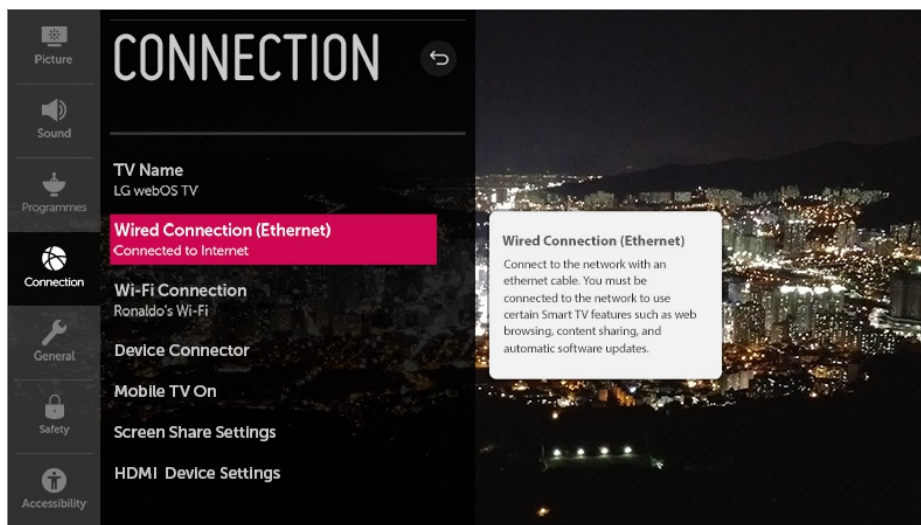 Picture
Sound
Programmes
Connection
General
Safety
Accessibility
CONNECTION
TV Name
LG webOS TV
Wired Connection (Ethernet)
Connected to Internet
Wi-Fi Connection
Ronaldo's Wi-Fi
Device Connector
Mobile TV On
Screen Share Settings
HDMI Device Settings
Wired Connection (Ethernet)
Connect to the network with an
ethernet cable. You must be
connected to the network to use
certain Smart TV features such as web
browsing, content sharing, and
automatic software updates.